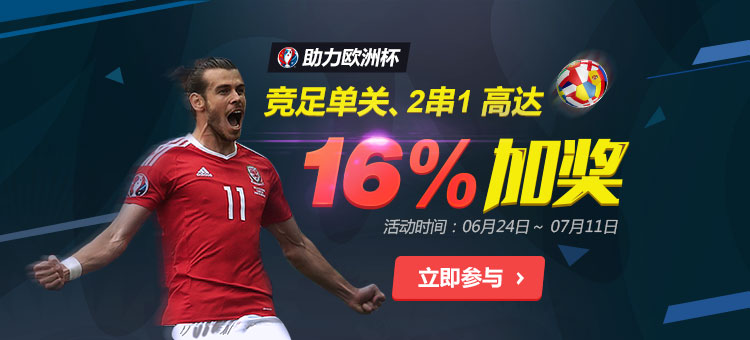 助力欧洲杯
竞足单关、2串1 高达
16%加奖
活动时间：06月24日～ 07月11日
立即参与 >
11